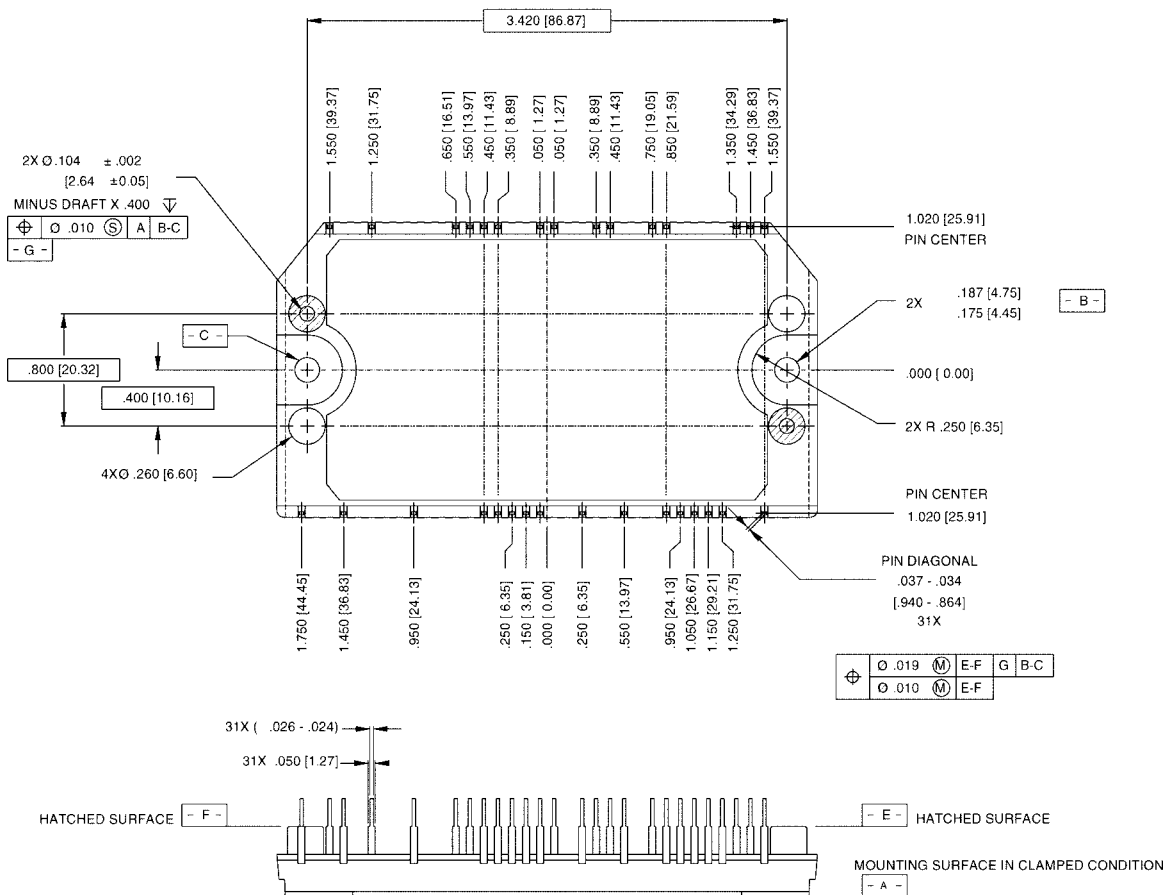 3.420 [86.87]
1.550 [39.37]
1.250 [31.75]
.650 [16.51]
.550 [13.97]
.450 [11.43]
.350 [ 8.89]
.050 [ 1.27]
.050 [ 1.27]
.350 [ 8.89]
.450 [11.43]
.750 [19.05]
.850 [21.59]
1.350 [34.29]
1.450 [36.83]
1.550 [39.37]
2X Ø .104 ± .002
[2.64 ±0.05]
MINUS DRAFT X .400 ↧
⌖ Ø .010 Ⓢ A B-C
- G -
1.020 [25.91]
PIN CENTER
2X .187 [4.75]
.175 [4.45]
- B -
- C -
.800 [20.32]
.400 [10.16]
.000 [ 0.00]
2X R .250 [6.35]
4XØ .260 [6.60]
PIN CENTER
1.020 [25.91]
PIN DIAGONAL
.037 - .034
[.940 - .864]
31X
1.750 [44.45]
1.450 [36.83]
.950 [24.13]
.250 [ 6.35]
.150 [ 3.81]
.000 [ 0.00]
.250 [ 6.35]
.550 [13.97]
.950 [24.13]
1.050 [26.67]
1.150 [29.21]
1.250 [31.75]
⌖ Ø .019 Ⓜ E-F G B-C
Ø .010 Ⓜ E-F
31X ( .026 - .024)
31X .050 [1.27]
HATCHED SURFACE - F -
- E - HATCHED SURFACE
MOUNTING SURFACE IN CLAMPED CONDITION
- A -